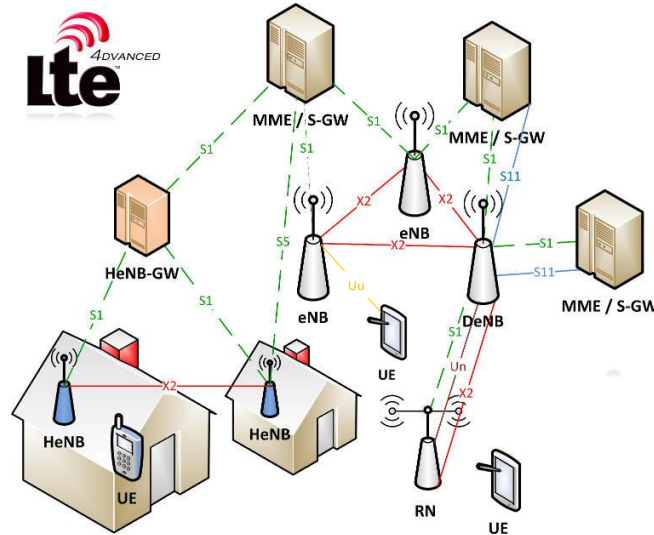 4DVANCED
Lte
TM
MME / S-GW
MME / S-GW
S1
S1
S1
S1
S1
S11
X2
X2
HeNB-GW
eNB
S5
X2
S1
S11
eNB
Uu
DeNB
MME / S-GW
S1
S1
S1
UE
Un
X2
X2
HeNB
HeNB
UE
RN
UE